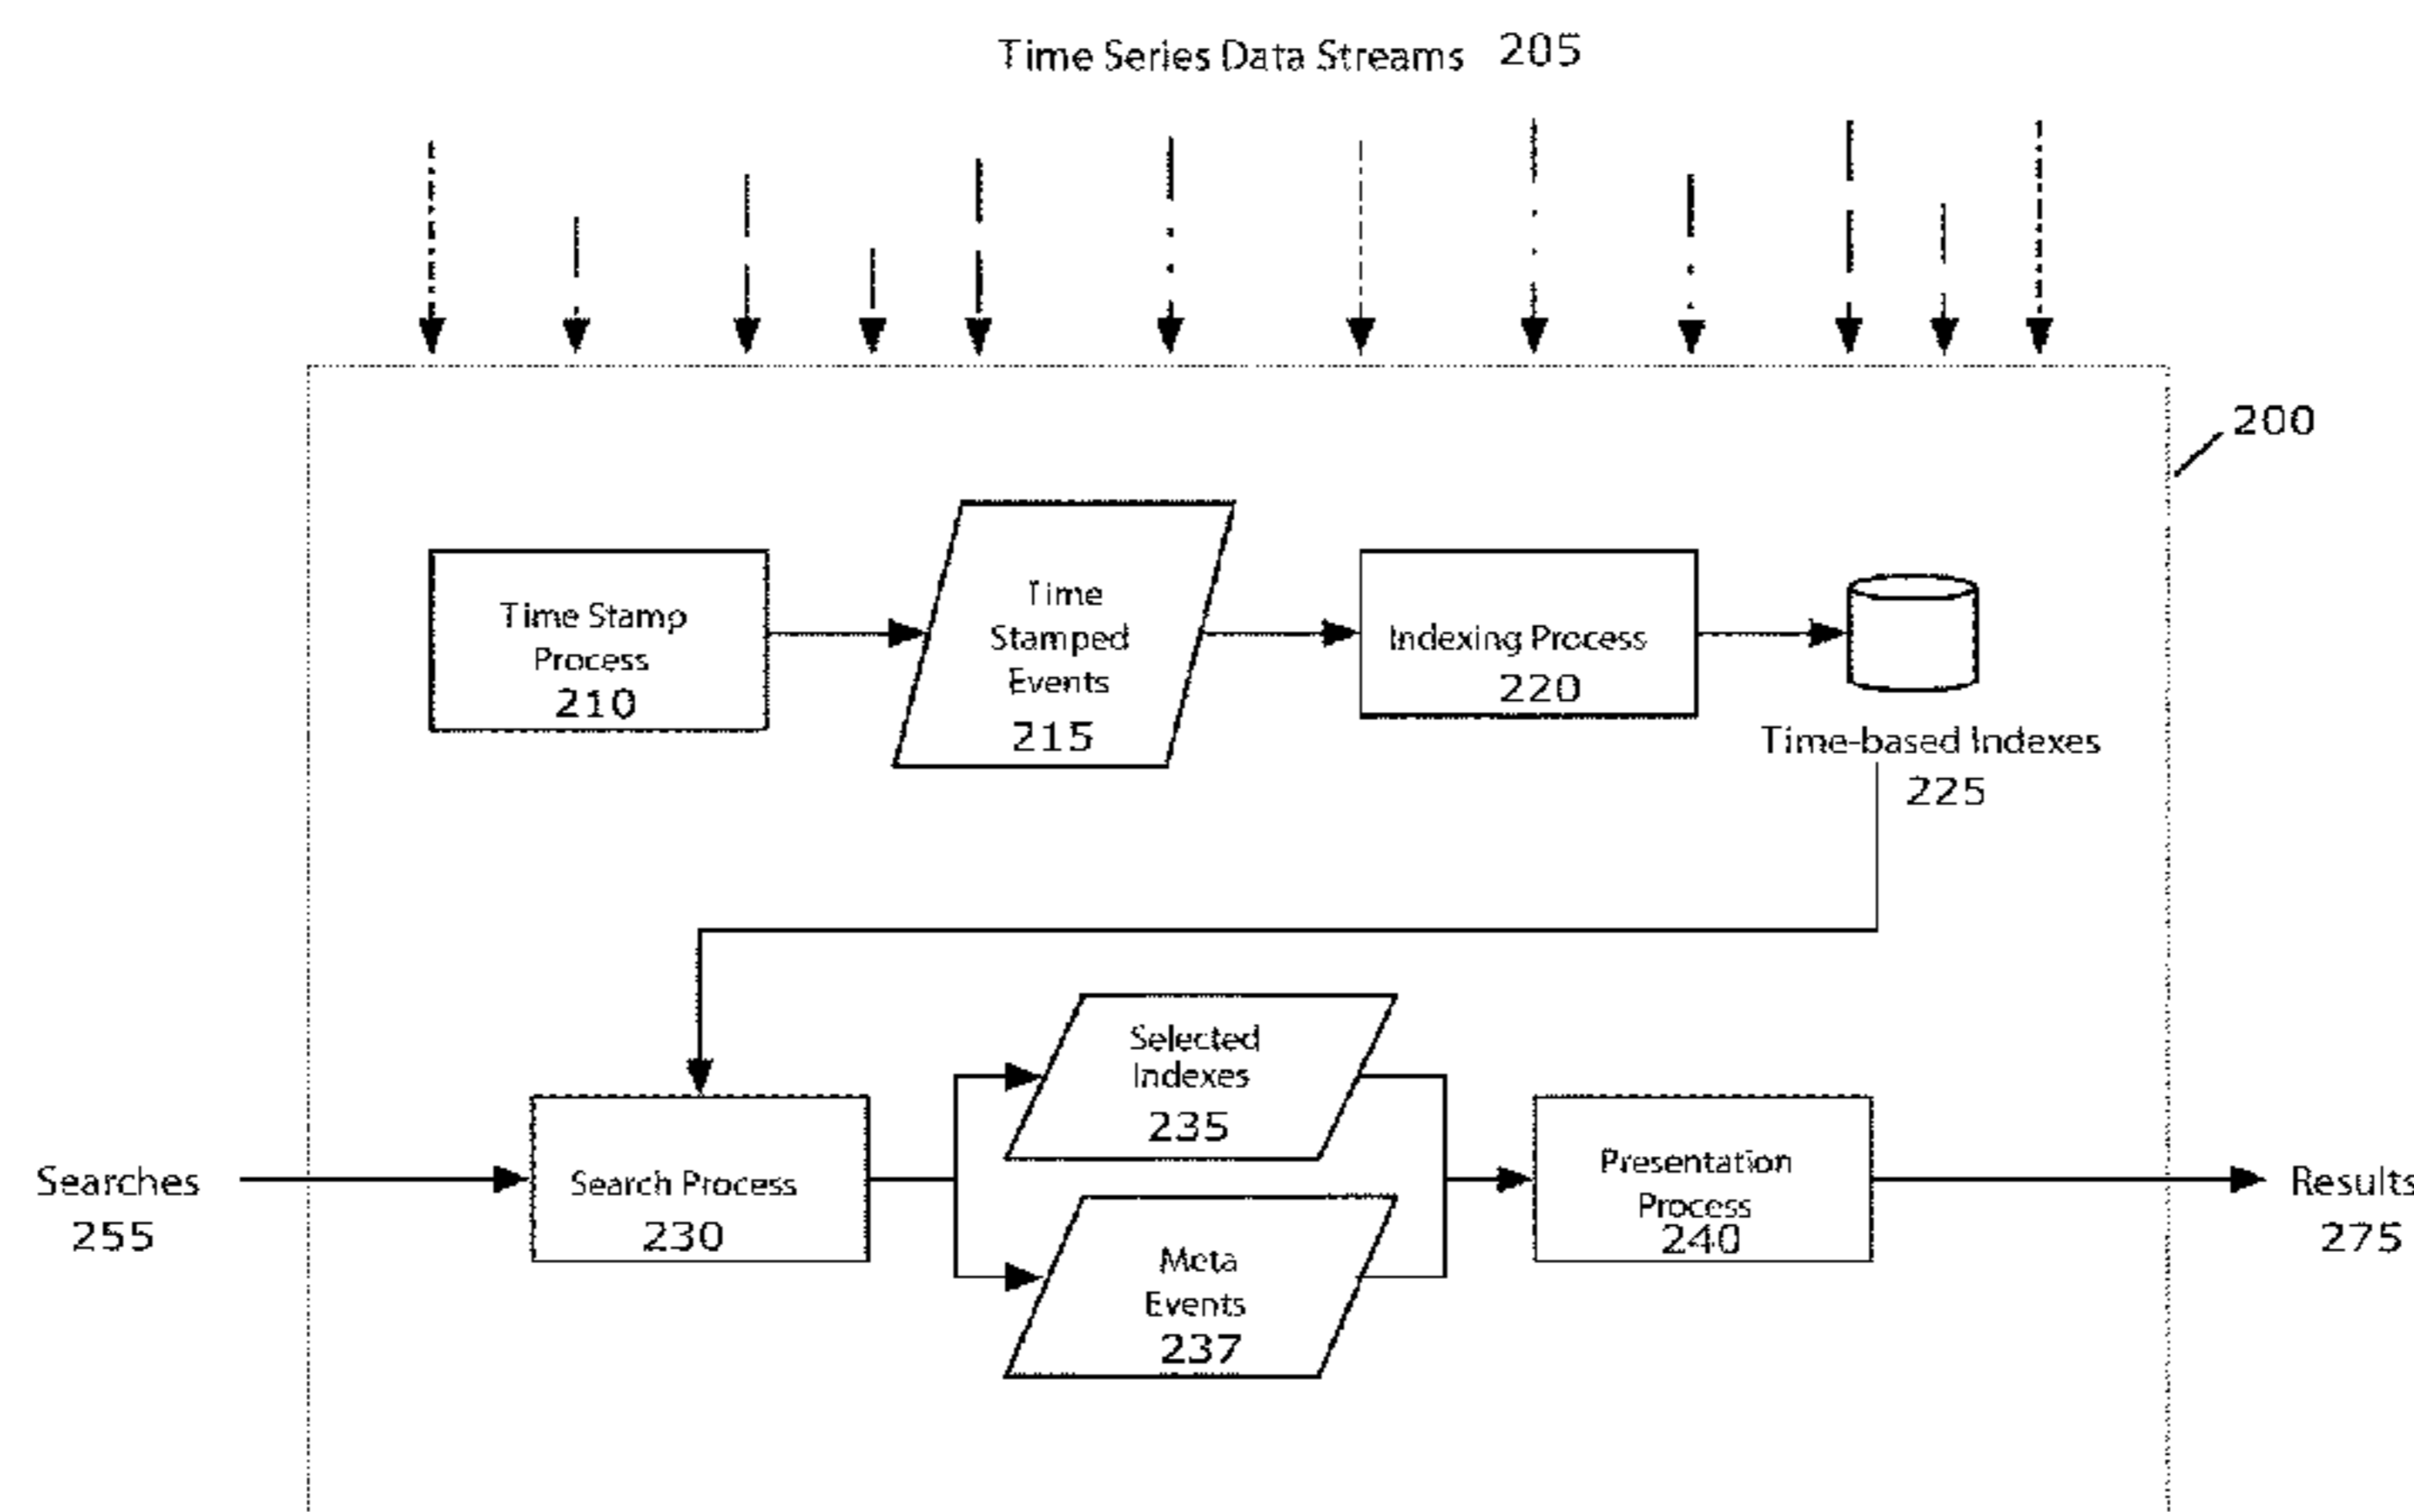 Time Series Data Streams 205
200
Time Stamp
Process
210
Time
Stamped
Events
215
Indexing Process
220
Time-based Indexes
225
Searches
255
Search Process
230
Selected
Indexes
235
Meta
Events
237
Presentation
Process
240
Results
275